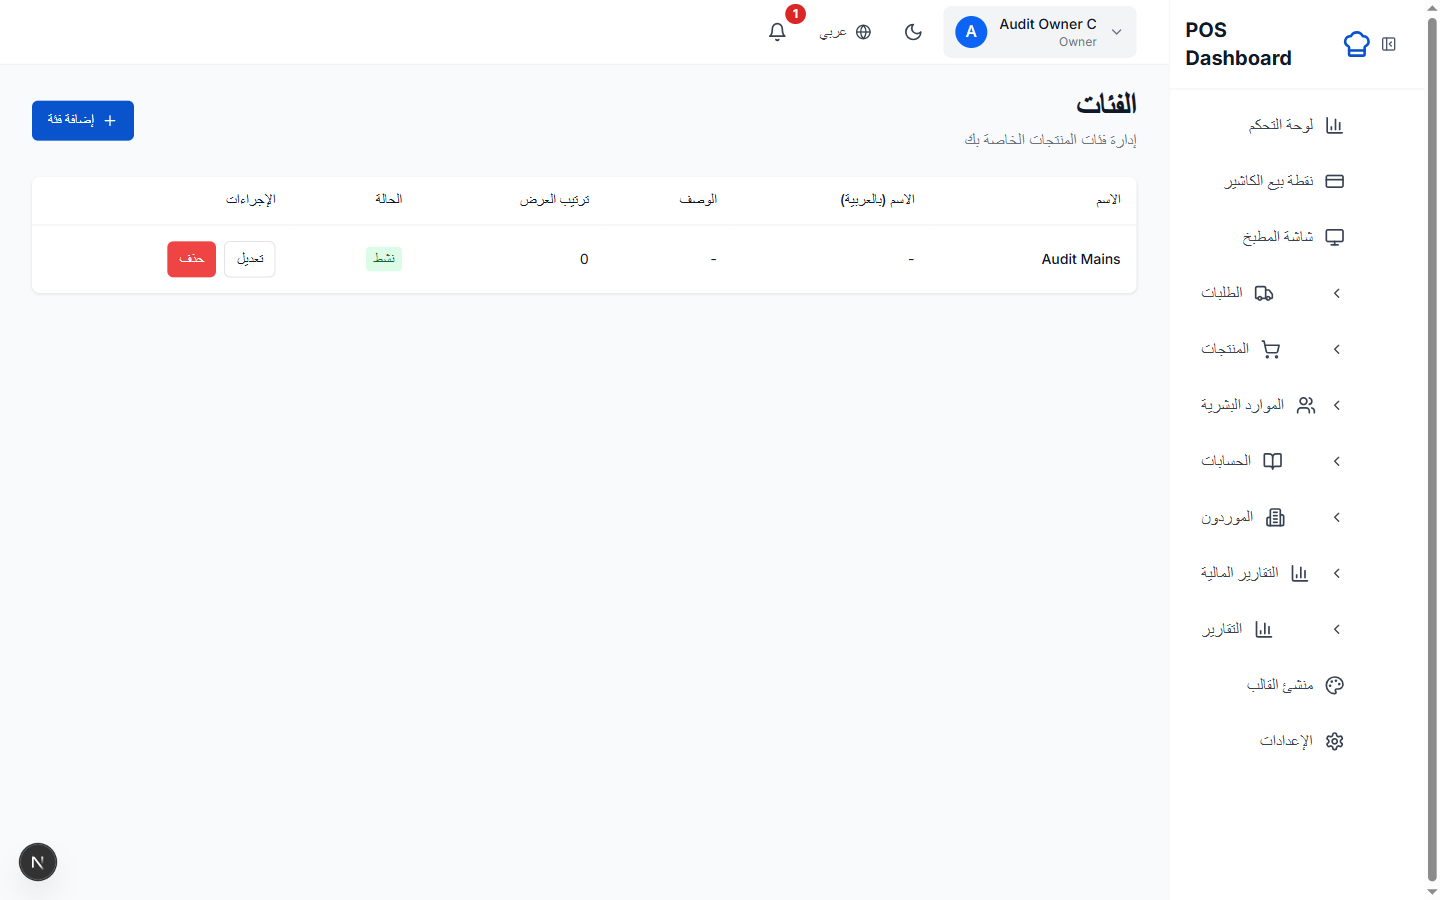 POS Dashboard
لوحة التحكم
نقطة بيع الكاشير
شاشة المطبخ
الطلبات
المنتجات
الموارد البشرية
الحسابات
الموردون
التقارير المالية
التقارير
منشئ القالب
الإعدادات
Audit Owner C
Owner
A
عربي
1
الفئات
إدارة فئات المنتجات الخاصة بك
إضافة فئة
الاسم الاسم (بالعربية) الوصف ترتيب العرض الحالة الإجراءات
Audit Mains - - 0 نشط تعديل حذف
N